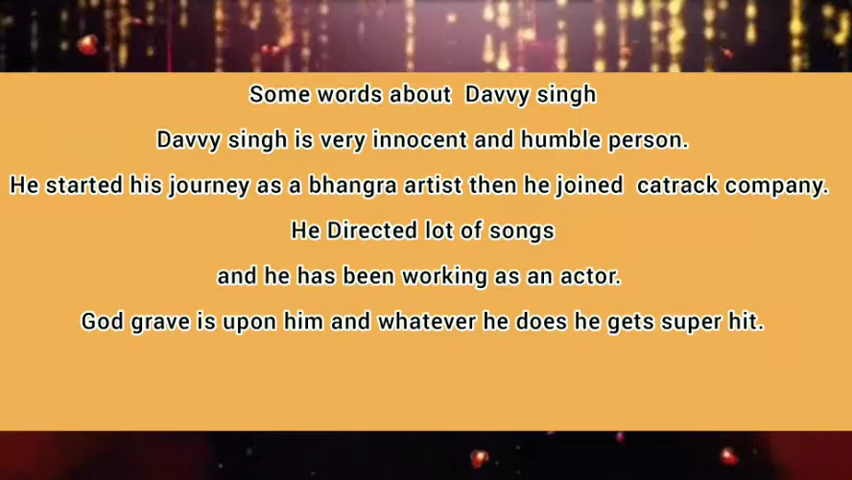 Some words about Davvy singh
Davvy singh is very innocent and humble person.
He started his journey as a bhangra artist then he joined catrack company.
He Directed lot of songs
and he has been working as an actor.
God grave is upon him and whatever he does he gets super hit.